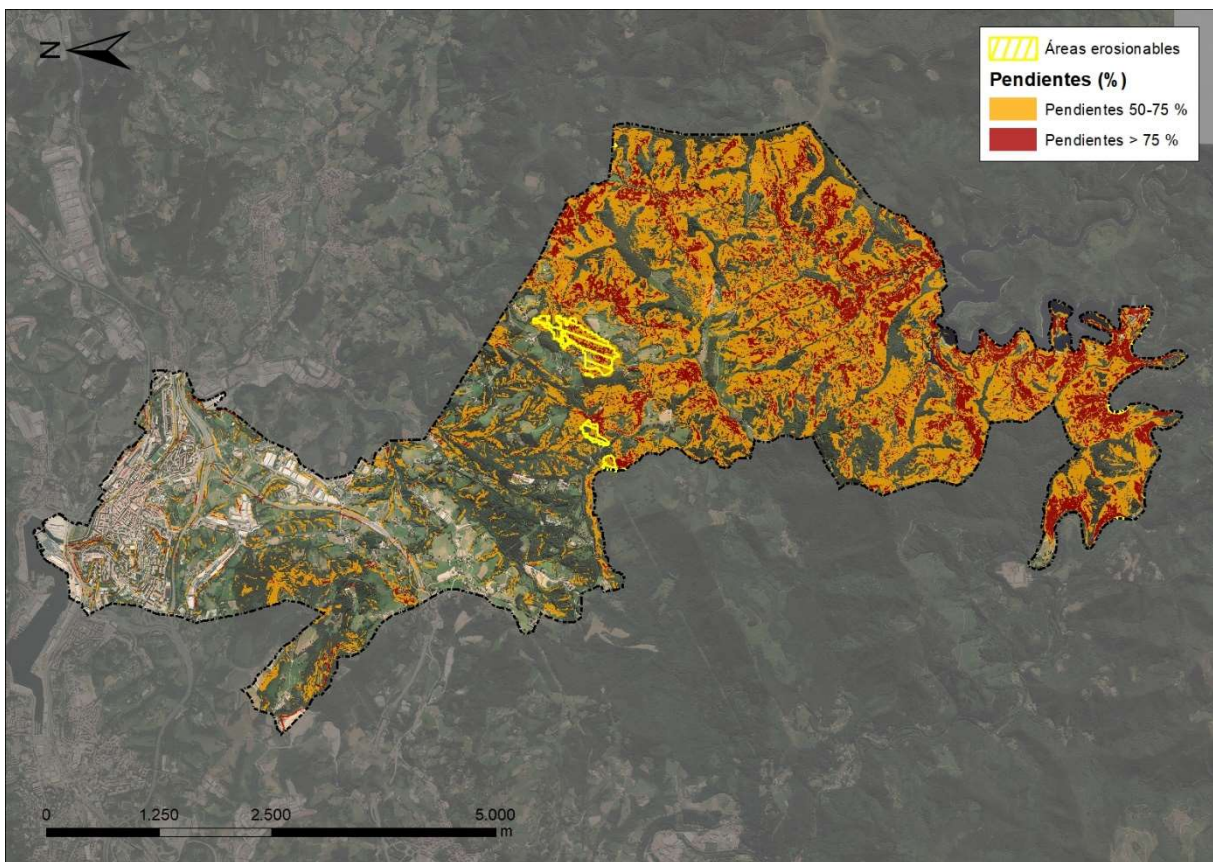 N
Áreas erosionables
Pendientes (%)
Pendientes 50-75 %
Pendientes > 75 %
0 1.250 2.500 5.000
m